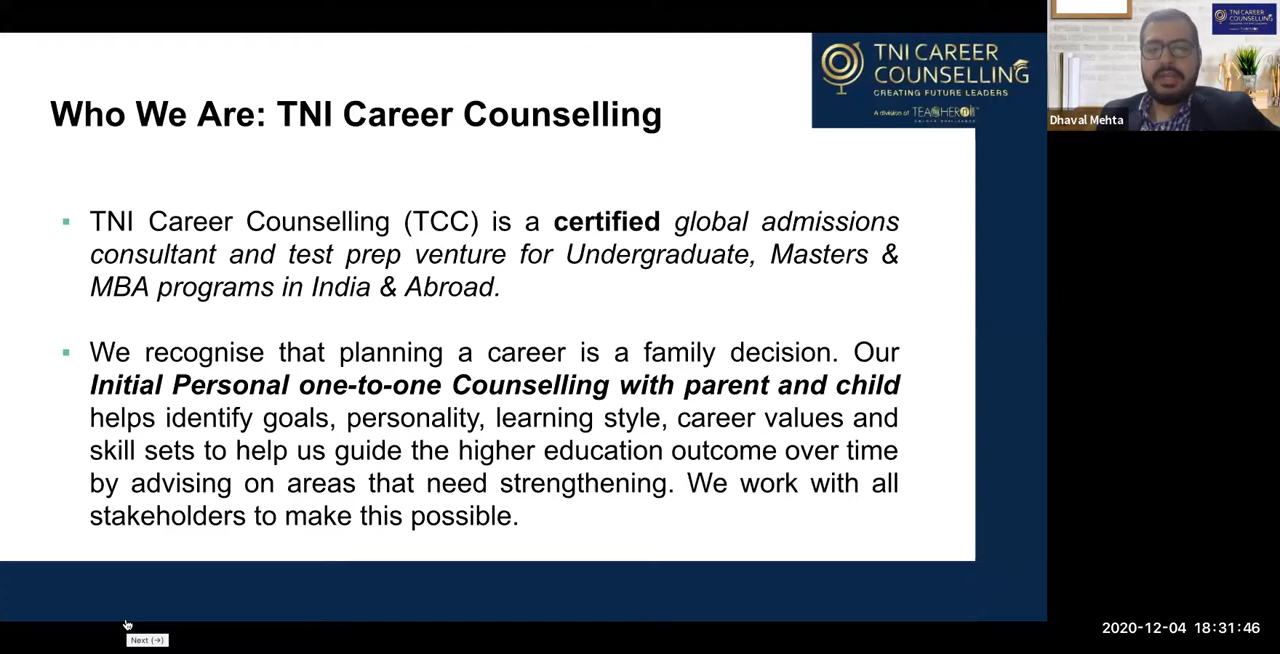 TNI CAREER
COUNSELLING
CREATING FUTURE LEADERS
A division of
Who We Are: TNI Career Counselling
TNI Career Counselling (TCC) is a certified global admissions
consultant and test prep venture for Undergraduate, Masters &
MBA programs in India & Abroad.
We recognise that planning a career is a family decision. Our
Initial Personal one-to-one Counselling with parent and child
helps identify goals, personality, learning style, career values and
skill sets to help us guide the higher education outcome over time
by advising on areas that need strengthening. We work with all
stakeholders to make this possible.
TNI CAREER
COUNSELLING
Dhaval Mehta
Next (→)
2020-12-04 18:31:46